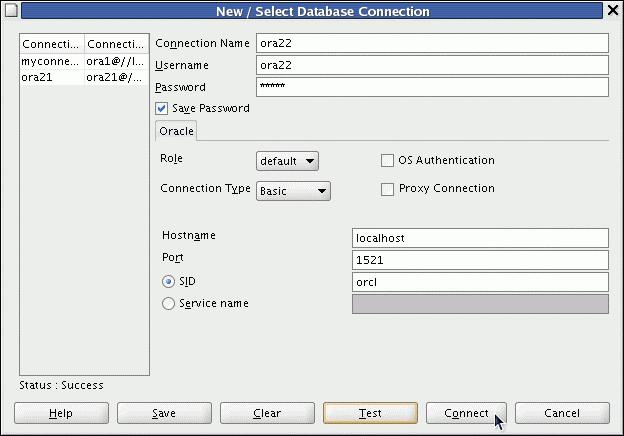 New / Select Database Connection
Connecti... Connecti...
myconne... ora1@//l...
ora21 ora21@/...
Connection Name ora22
Username ora22
Password *****
Save Password
Oracle
Role default OS Authentication
Connection Type Basic Proxy Connection
Hostname localhost
Port 1521
SID orcl
Service name
Status : Success
Help Save Clear Test Connect Cancel